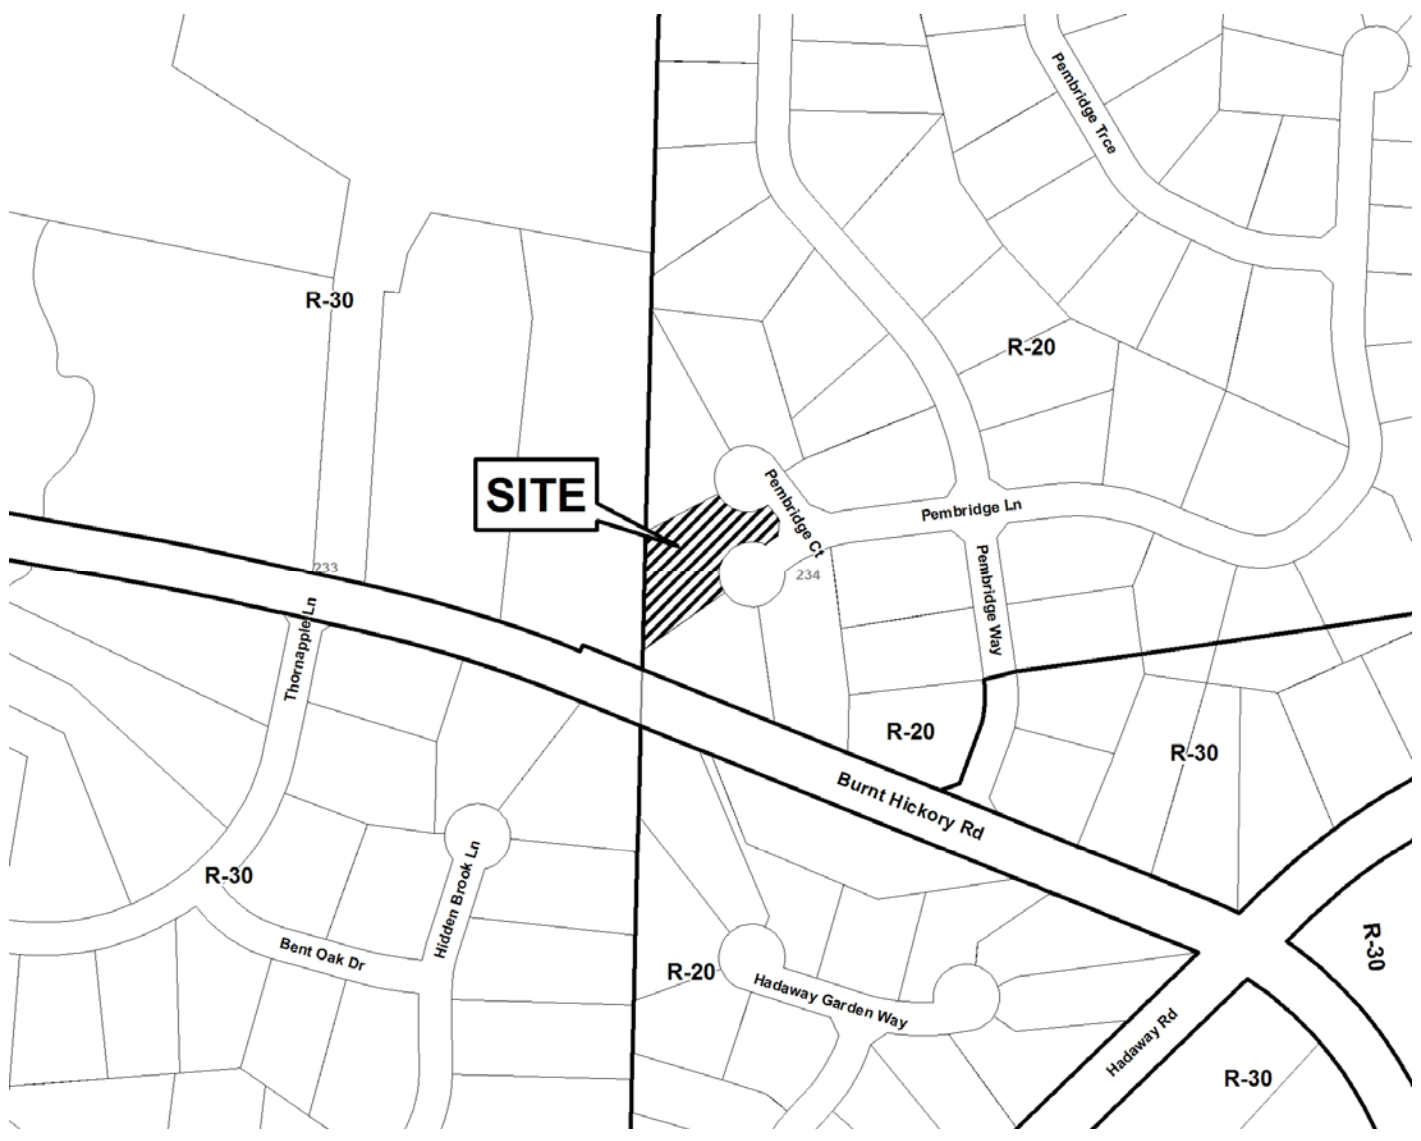 Pembridge Trce
R-30
R-20
SITE
Pembridge Ct
Pembridge Ln
233
234
Pembridge Way
Thornapple Ln
R-20
R-30
Burnt Hickory Rd
R-30
Hidden Brook Ln
Bent Oak Dr
R-20
Hadaway Garden Way
R-30
Hadaway Rd
R-30